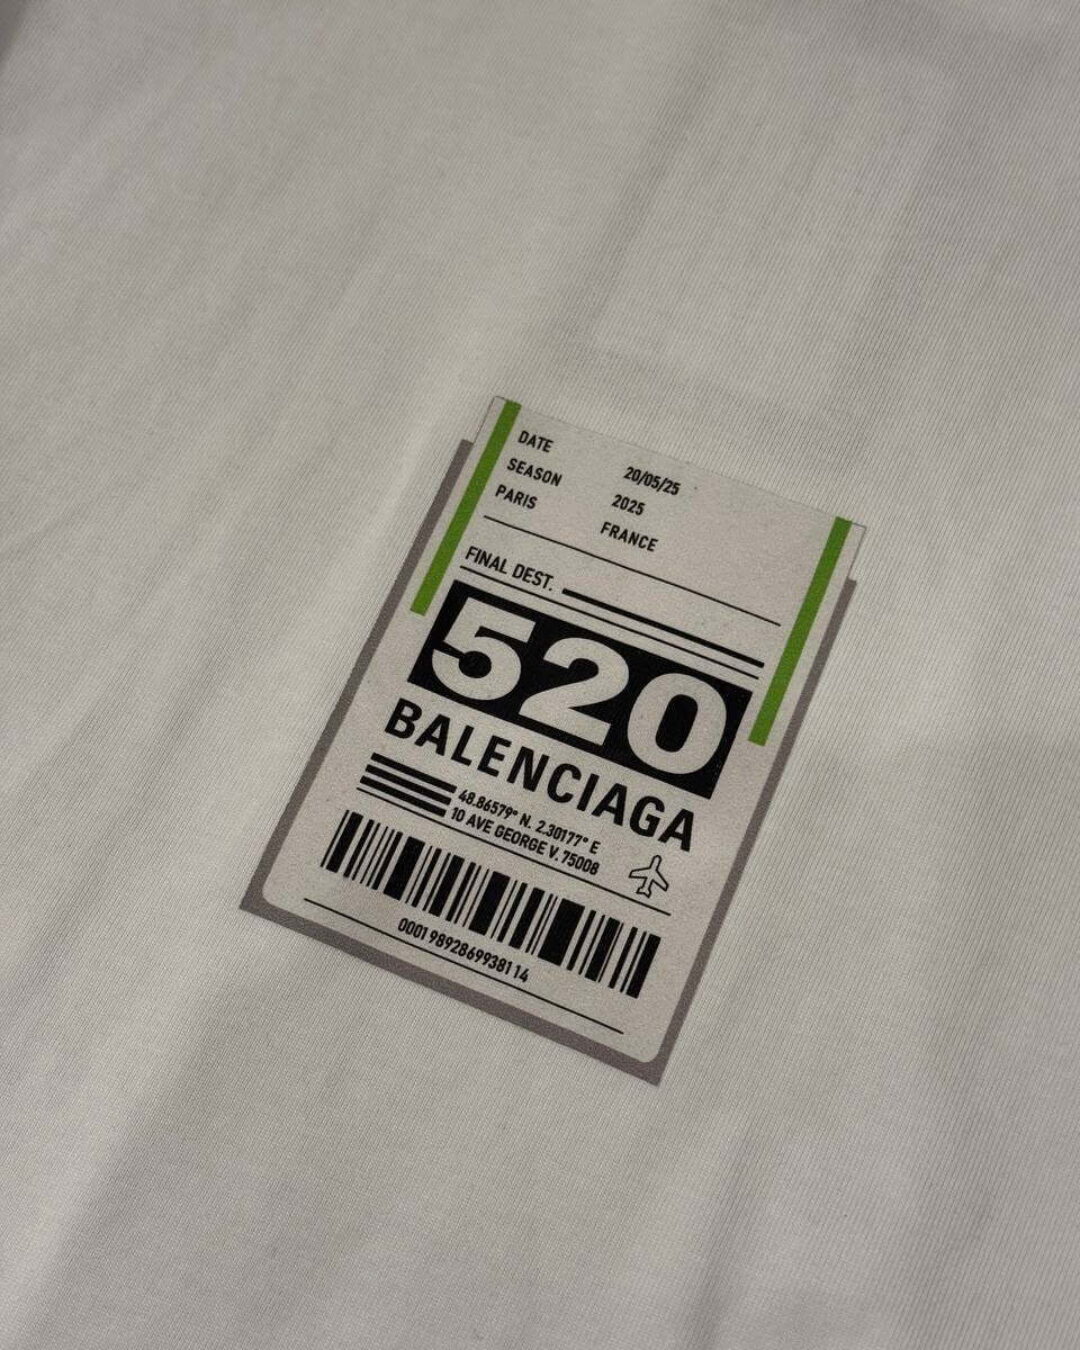 DATE 20/05/25
SEASON 2025
PARIS FRANCE
FINAL DEST.
520
BALENCIAGA
48.86579° N. 2.30177° E
10 AVE GEORGE V. 75008
0001 9892869938114